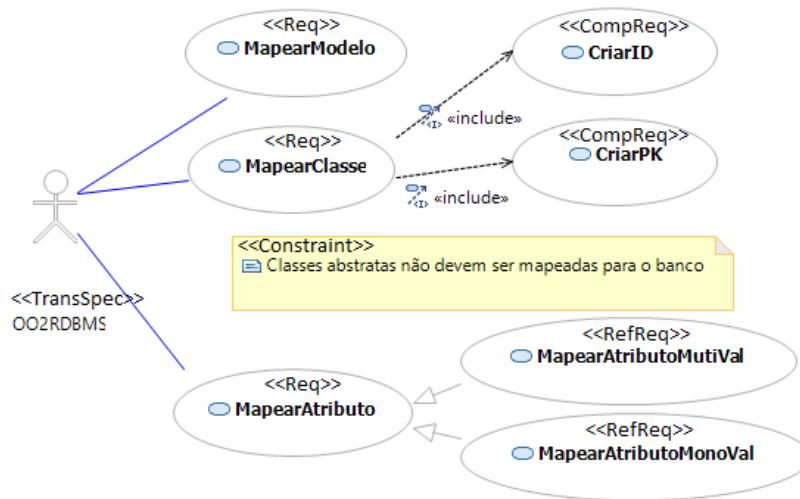 <<Req>>
MapearModelo
<<CompReq>>
CriarID
«include»
<<Req>>
MapearClasse
<<CompReq>>
CriarPK
«include»
<<Constraint>>
Classes abstratas não devem ser mapeadas para o banco
<<TransSpec>>
OO2RDBMS
<<RefReq>>
MapearAtributoMutiVal
<<Req>>
MapearAtributo
<<RefReq>>
MapearAtributoMonoVal